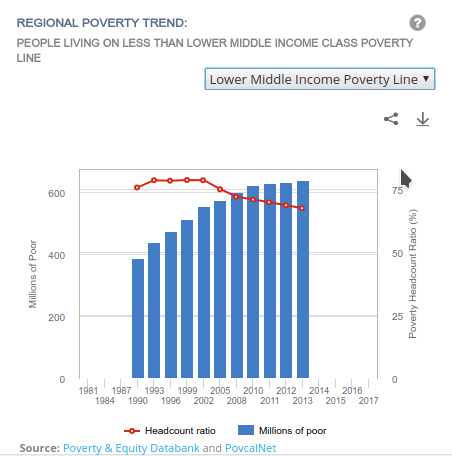 REGIONAL POVERTY TREND:
?
PEOPLE LIVING ON LESS THAN LOWER MIDDLE INCOME CLASS POVERTY
LINE
Lower Middle Income Poverty Line ▼
600
400
200
0
Millions of Poor
75
50
25
0
Poverty Headcount Ratio (%)
1981 1987 1993 1999 2005 2010 2012 2014 2016
1984 1990 1996 2002 2008 2011 2013 2015 2017
Headcount ratio Millions of poor
Source: Poverty & Equity Databank and PovcalNet